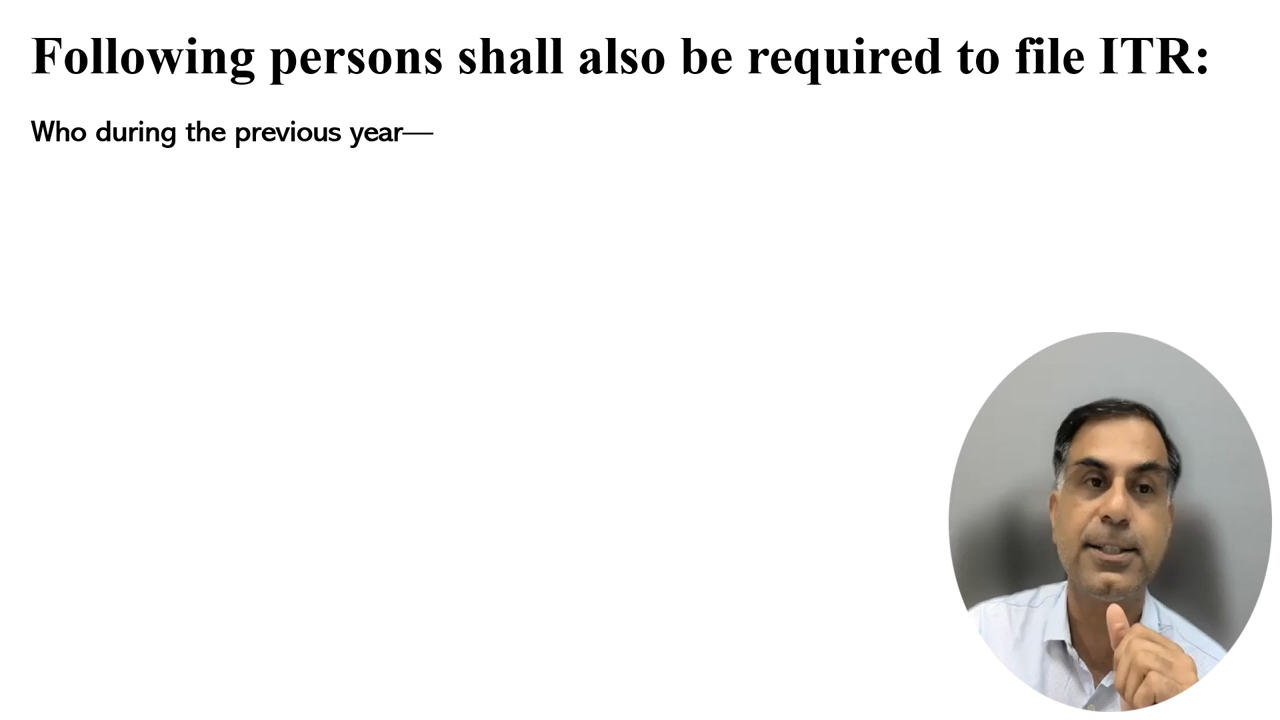 Following persons shall also be required to file ITR:
Who during the previous year—